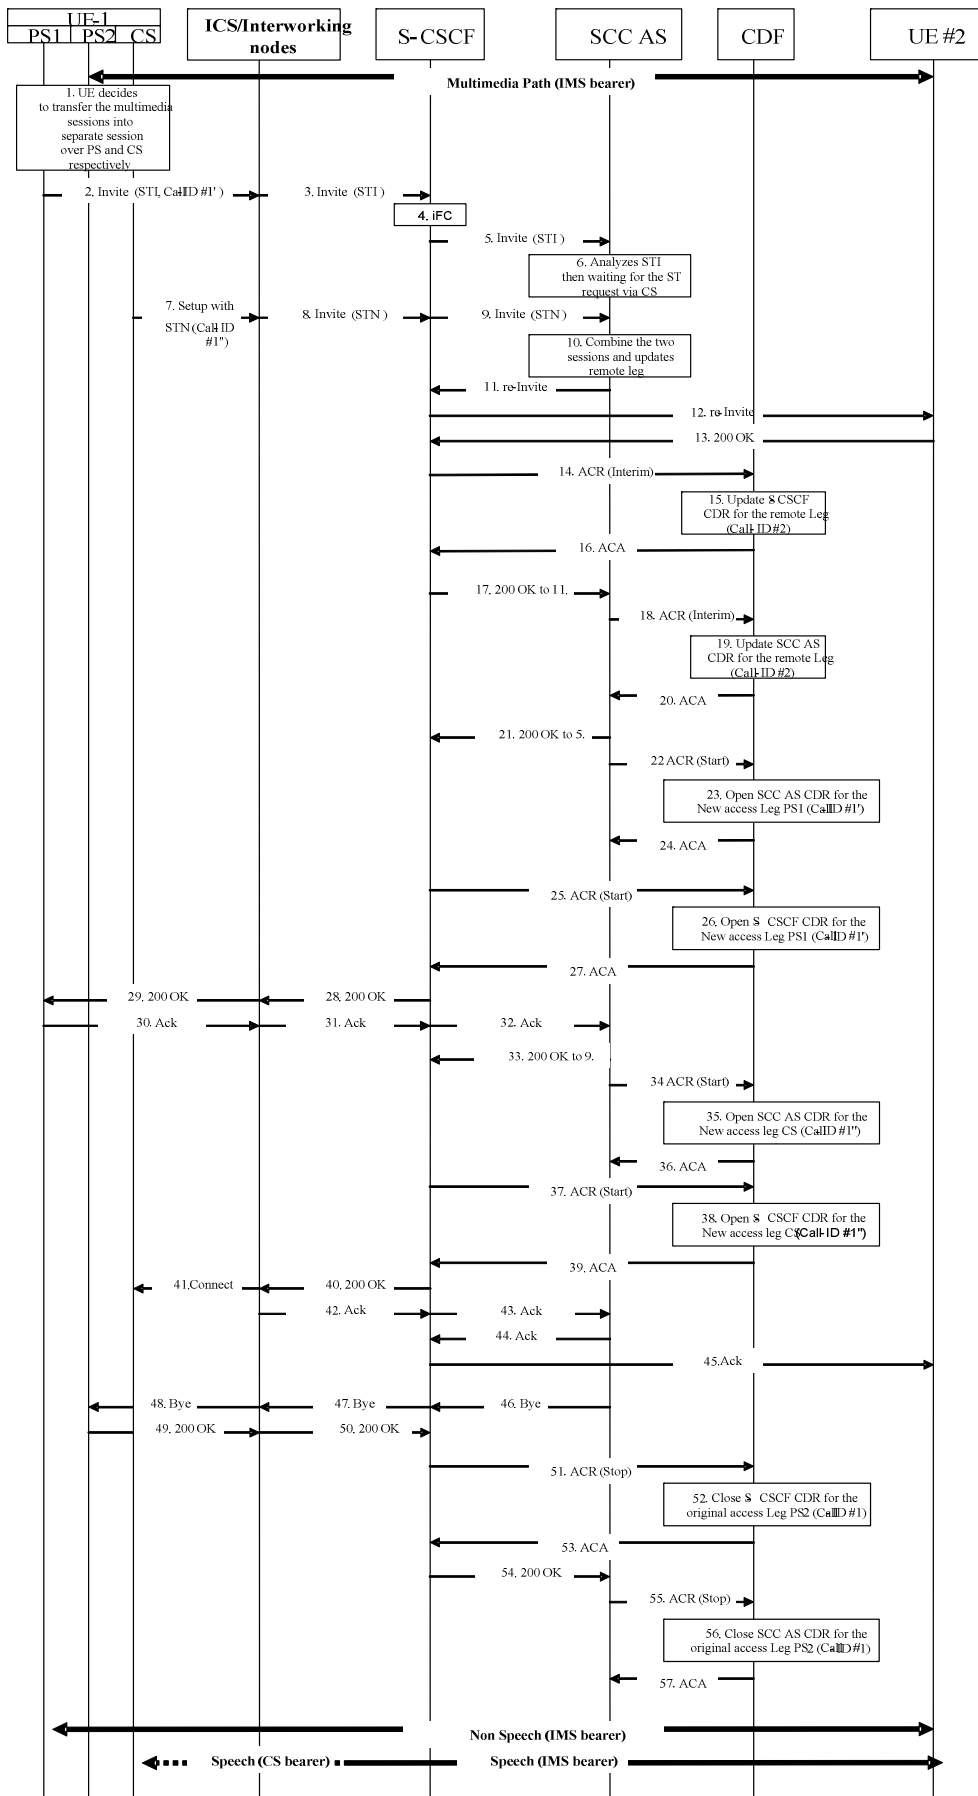 UE-1
PS1 PS2 CS
ICS/Interworking
nodes
S-CSCF
SCC AS
CDF
UE #2
Multimedia Path (IMS bearer)
1. UE decides
to transfer the multimedia
sessions into
separate session
over PS and CS
respectively
2. Invite (STI, Call-ID #1')
3. Invite (STI)
4. iFC
5. Invite (STI)
6. Analyzes STI
then waiting for the ST
request via CS
7. Setup with
STN (Call-ID
#1'')
8. Invite (STN)
9. Invite (STN)
10. Combine the two
sessions and updates
remote leg
11. re-Invite
12. re-Invite
13. 200 OK
14. ACR (Interim)
15. Update S-CSCF
CDR for the remote Leg
(Call-ID #2)
16. ACA
17. 200 OK to 11.
18. ACR (Interim)
19. Update SCC AS
CDR for the remote Leg
(Call-ID #2)
20. ACA
21. 200 OK to 5.
22 ACR (Start)
23. Open SCC AS CDR for the
New access Leg PS1 (Call-ID #1')
24. ACA
25. ACR (Start)
26. Open S-CSCF CDR for the
New access Leg PS1 (Call-ID #1')
27. ACA
29. 200 OK
28. 200 OK
30. Ack
31. Ack
32. Ack
33. 200 OK to 9.
34 ACR (Start)
35. Open SCC AS CDR for the
New access leg CS (Call-ID #1'')
36. ACA
37. ACR (Start)
38. Open S-CSCF CDR for the
New access leg CS (Call-ID #1'')
39. ACA
41.Connect
40. 200 OK
42. Ack
43. Ack
44. Ack
45.Ack
48. Bye
47. Bye
46. Bye
49. 200 OK
50. 200 OK
51. ACR (Stop)
52. Close S-CSCF CDR for the
original access Leg PS2 (Call-ID #1)
53. ACA
54. 200 OK
55. ACR (Stop)
56. Close SCC AS CDR for the
original access Leg PS2 (Call-ID #1)
57. ACA
Non Speech (IMS bearer)
Speech (CS bearer)
Speech (IMS bearer)